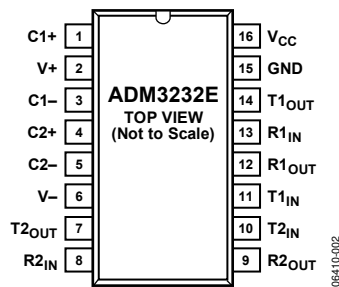 C1+ 1 16 VCC
V+ 2 15 GND
C1– 3 14 T1OUT
C2+ 4 13 R1IN
C2– 5 12 R1OUT
V– 6 11 T1IN
T2OUT 7 10 T2IN
R2IN 8 9 R2OUT
ADM3232E
TOP VIEW
(Not to Scale)
06410-002